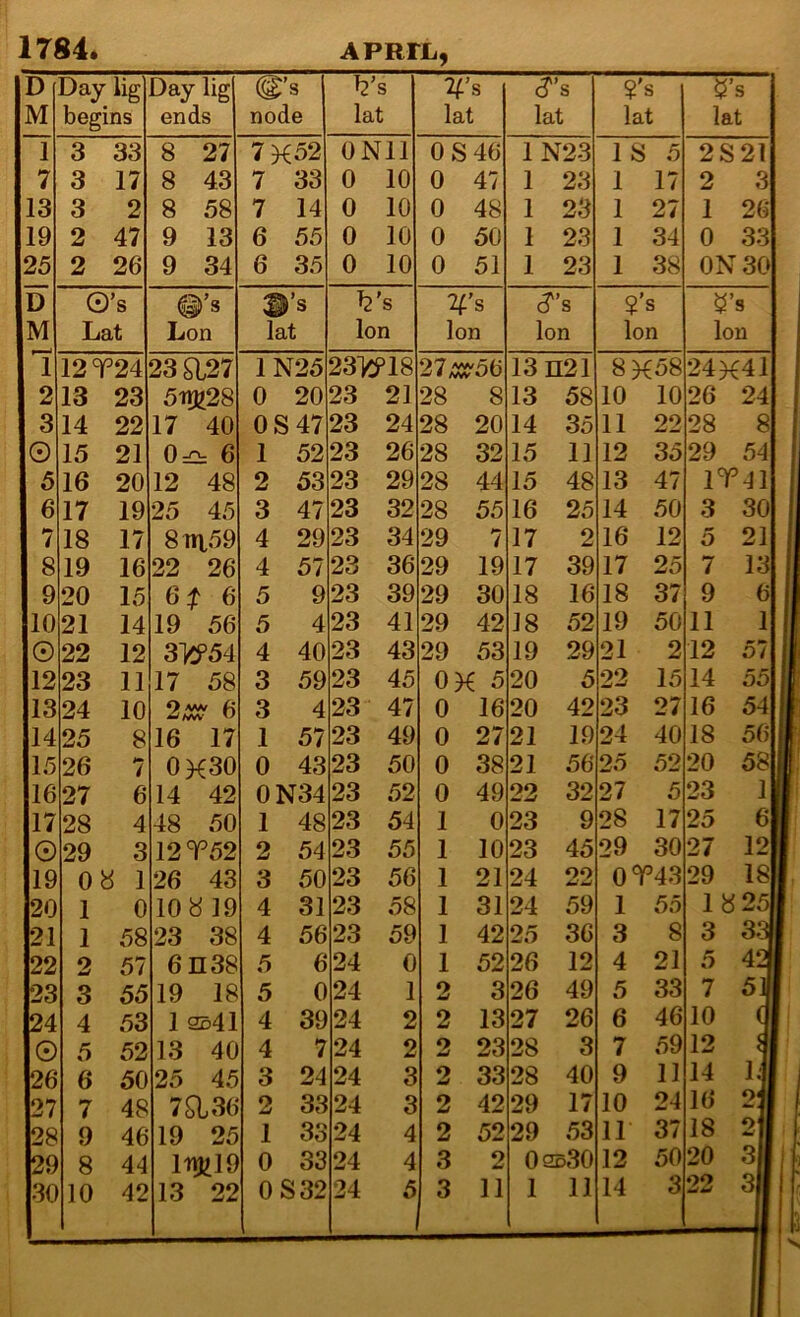 1784. APRIL,
D Day lig Day lig ☊'s ♄'s ♃'s ♂'s ♀'s ☿'s
M begins ends node lat lat lat lat lat
1 3 33 8 27 7♓52 0N11 0S46 1N23 1S 5 2S21
7 3 17 8 43 7 33 0 10 0 47 1 23 1 17 2 3
13 3 2 8 58 7 14 0 10 0 48 1 23 1 27 1 26
19 2 47 9 13 6 55 0 10 0 50 1 23 1 34 0 33
25 2 26 9 34 6 35 0 10 0 51 1 23 1 38 0N30
D ☉'s ☽'s ☽'s ♄'s ♃'s ♂'s ♀'s ☿'s
M Lat Lon lat lon lon lon lon lon
1 12♈24 23♌27 1N25 23♑18 27♒56 13♊21 8♓58 24♓41
2 13 23 5♍28 0 20 23 21 28 8 13 58 10 10 26 24
3 14 22 17 40 0S47 23 24 28 20 14 35 11 22 28 8
☉ 15 21 0♎ 6 1 52 23 26 28 32 15 11 12 35 29 54
5 16 20 12 48 2 53 23 29 28 44 15 48 13 47 1♈41
6 17 19 25 45 3 47 23 32 28 55 16 25 14 50 3 30
7 18 17 8♏59 4 29 23 34 29 7 17 2 16 12 5 21
8 19 16 22 26 4 57 23 36 29 19 17 39 17 25 7 13
9 20 15 6♐ 6 5 9 23 39 29 30 18 16 18 37 9 6
10 21 14 19 56 5 4 23 41 29 42 18 52 19 50 11 1
☉ 22 12 3♑54 4 40 23 43 29 53 19 29 21 2 12 57
12 23 11 17 58 3 59 23 45 0♓ 5 20 5 22 15 14 55
13 24 10 2♒ 6 3 4 23 47 0 16 20 42 23 27 16 54
14 25 8 16 17 1 57 23 49 0 27 21 19 24 40 18 56
15 26 7 0♓30 0 43 23 50 0 38 21 56 25 52 20 58
16 27 6 14 42 0N34 23 52 0 49 22 32 27 5 23 1
17 28 4 48 50 1 48 23 54 1 0 23 9 28 17 25 6
☉ 29 3 12♈52 2 54 23 55 1 10 23 45 29 30 27 12
19 0♉ 1 26 43 3 50 23 56 1 21 24 22 0♈43 29 18
20 1 0 10♉19 4 31 23 58 1 31 24 59 1 55 1♉25
21 1 58 23 38 4 56 23 59 1 42 25 36 3 8 3 33
22 2 57 6♊38 5 6 24 0 1 52 26 12 4 21 5 42
23 3 55 19 18 5 0 24 1 2 3 26 49 5 33 7 51
24 4 53 1♋41 4 39 24 2 2 13 27 26 6 46 10
☉ 5 52 13 40 4 7 24 2 2 23 28 3 7 59 12
26 6 50 25 45 3 24 24 3 2 33 28 40 9 11 14
27 7 48 7♌36 2 33 24 3 2 42 29 17 10 24 16
28 9 46 19 25 1 33 24 4 2 52 29 53 11 37 18
29 8 44 1♍19 0 33 24 4 3 2 0♋30 12 50 20
30 10 42 13 22 0S32 24 5 3 11 1 11 14 3 22